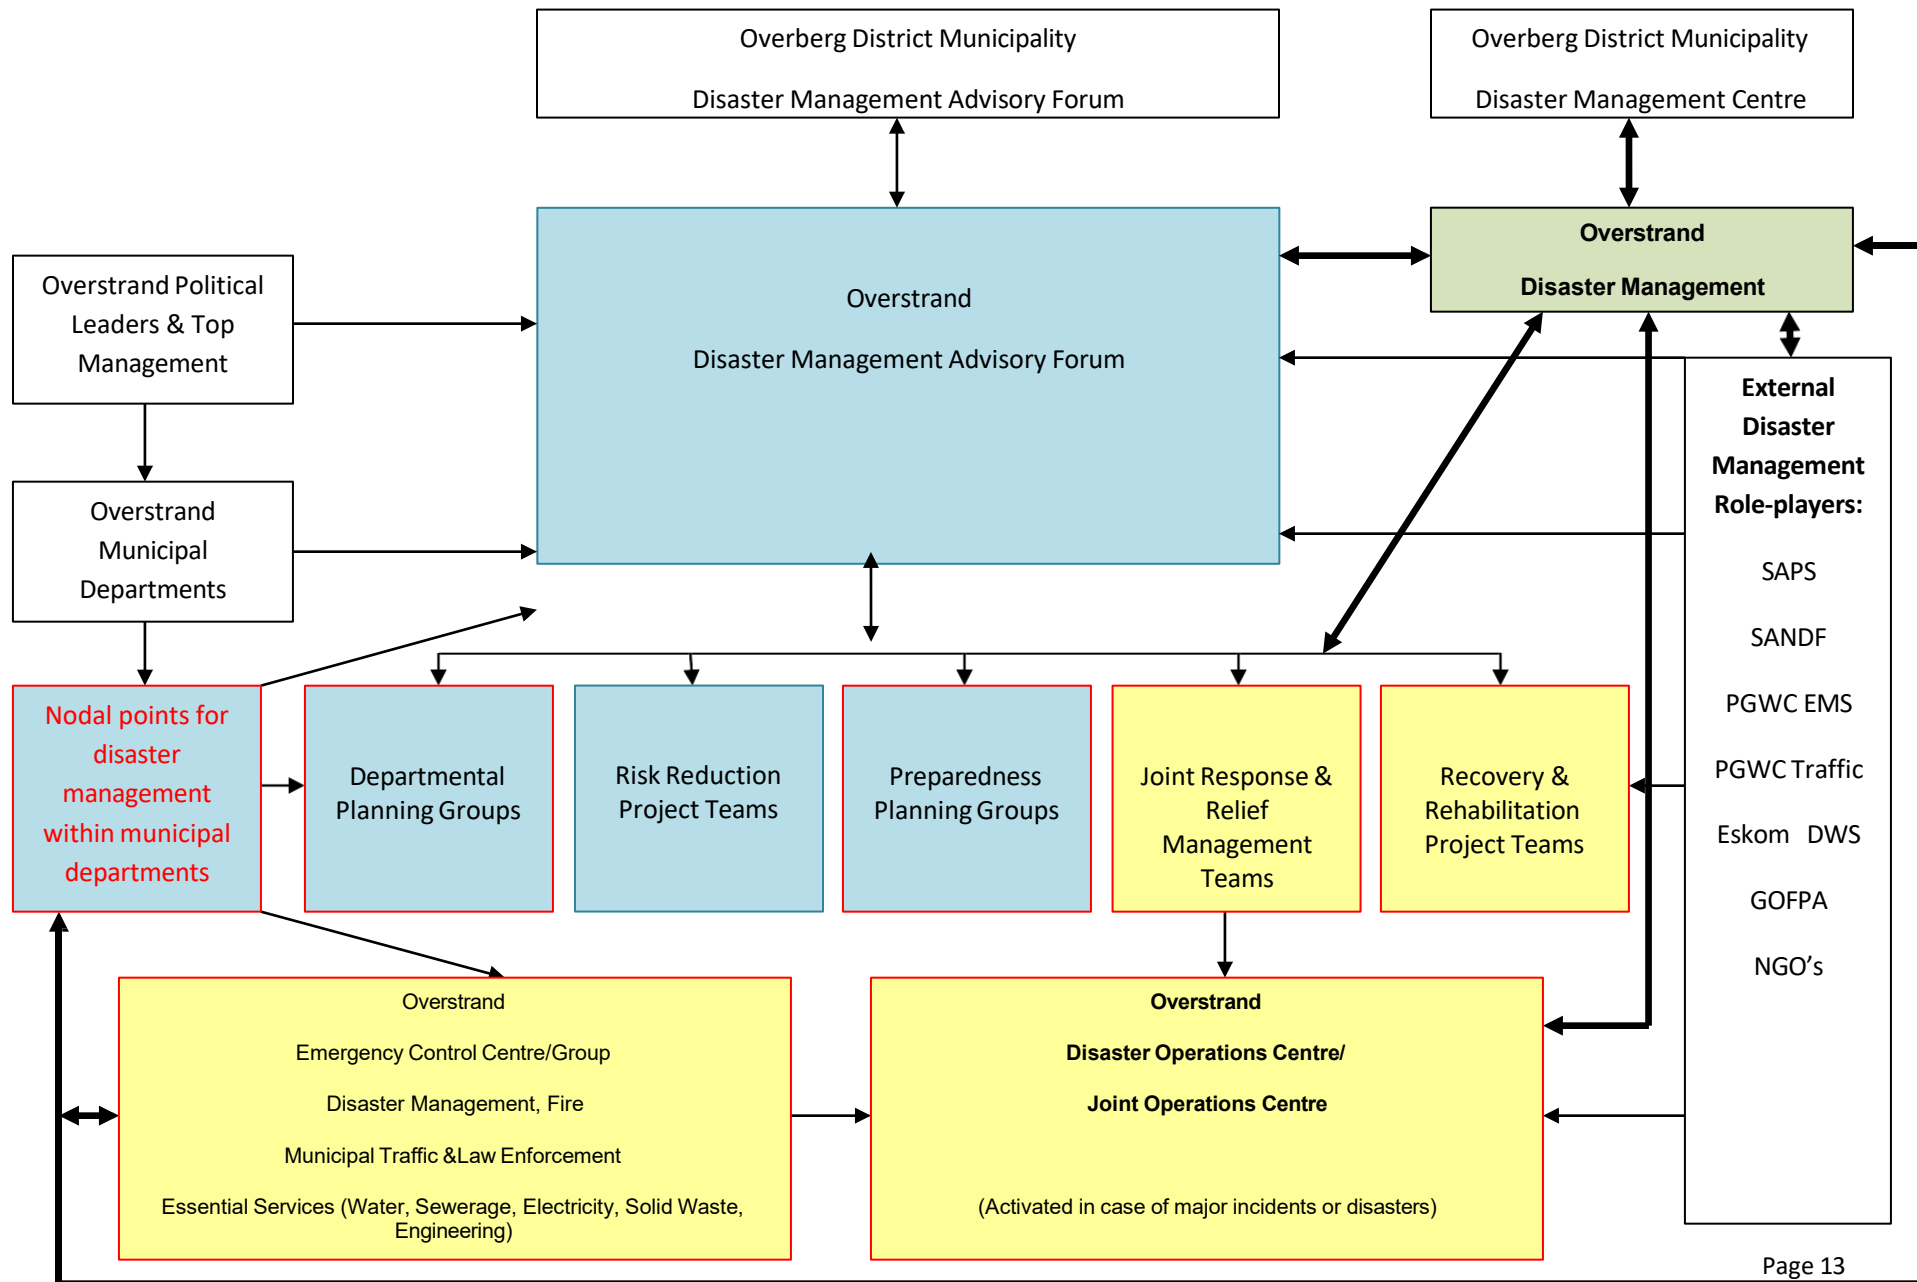 Overberg District Municipality
Disaster Management Advisory Forum
Overberg District Municipality
Disaster Management Centre
Overstrand
Disaster Management
Overstrand Political
Leaders & Top
Management
Overstrand
Disaster Management Advisory Forum
External
Disaster
Management
Role-players:
SAPS
SANDF
PGWC EMS
PGWC Traffic
Eskom DWS
GOFPA
NGO’s
Overstrand
Municipal
Departments
Nodal points for
disaster
management
within municipal
departments
Departmental
Planning Groups
Risk Reduction
Project Teams
Preparedness
Planning Groups
Joint Response &
Relief
Management
Teams
Recovery &
Rehabilitation
Project Teams
Overstrand
Emergency Control Centre/Group
Disaster Management, Fire
Municipal Traffic &Law Enforcement
Essential Services (Water, Sewerage, Electricity, Solid Waste,
Engineering)
Overstrand
Disaster Operations Centre/
Joint Operations Centre
(Activated in case of major incidents or disasters)
Page 13